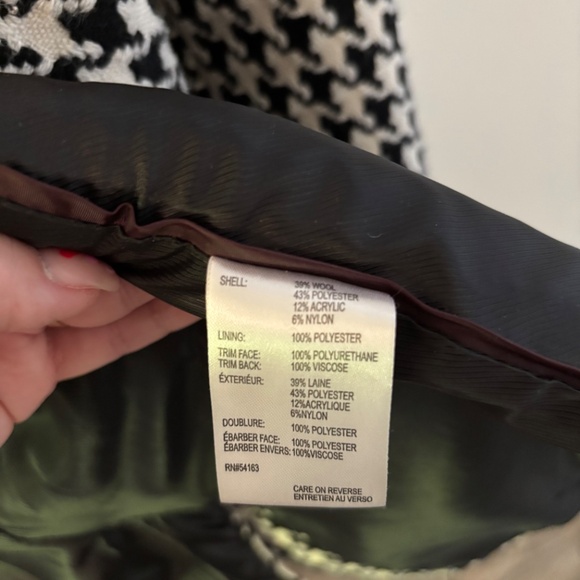 SHELL: 39% WOOL
43% POLYESTER
12% ACRYLIC
6% NYLON
LINING: 100% POLYESTER
TRIM FACE: 100% POLYURETHANE
TRIM BACK: 100% VISCOSE
ÉXTERIEUR: 39% LAINE
43% POLYESTER
12%ACRYLIQUE
6%NYLON
DOUBLURE: 100% POLYESTER
ÉBARBER FACE: 100% POLYESTER
ÉBARBER ENVERS:100%VISCOSE
RN#54163
CARE ON REVERSE
ENTRETIEN AU VERSO